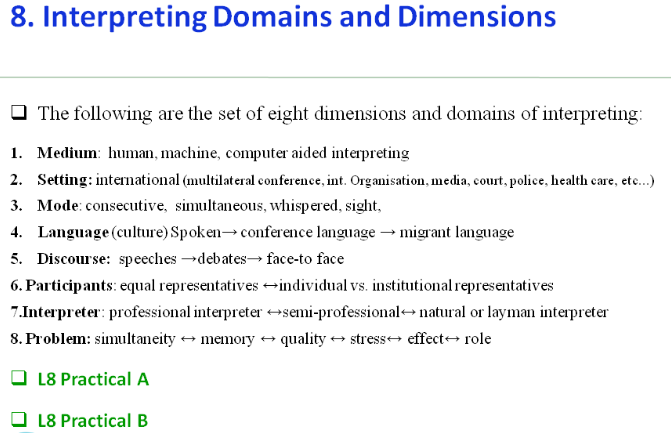 8. Interpreting Domains and Dimensions
❑ The following are the set of eight dimensions and domains of interpreting:
1. Medium: human, machine, computer aided interpreting
2. Setting: international (multilateral conference, int. Organisation, media, court, police, health care, etc...)
3. Mode: consecutive, simultaneous, whispered, sight,
4. Language (culture) Spoken→ conference language → migrant language
5. Discourse: speeches →debates→ face-to face
6. Participants: equal representatives ↔individual vs. institutional representatives
7.Interpreter: professional interpreter ↔semi-professional↔ natural or layman interpreter
8. Problem: simultaneity ↔ memory ↔ quality ↔ stress↔ effect↔ role
❑ L8 Practical A
❑ L8 Practical B